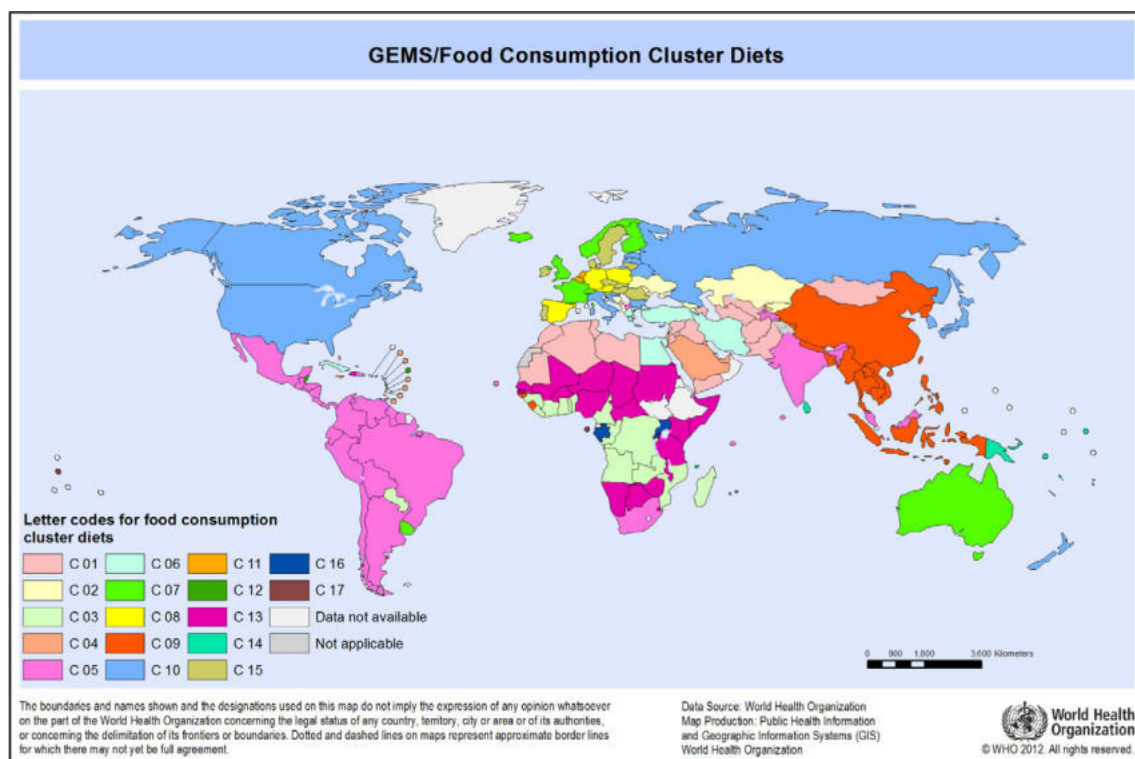 GEMS/Food Consumption Cluster Diets
Letter codes for food consumption
cluster diets
C 01
C 02
C 03
C 04
C 05
C 06
C 07
C 08
C 09
C 10
C 11
C 12
C 13
C 14
C 15
C 16
C 17
Data not available
Not applicable
0 900 1,800 3,600 Kilometers
The boundaries and names shown and the designations used on this map do not imply the expression of any opinion whatsoever
on the part of the World Health Organization concerning the legal status of any country, territory, city or area or of its authorities,
or concerning the delimitation of its frontiers or boundaries. Dotted and dashed lines on maps represent approximate border lines
for which there may not yet be full agreement.
Data Source: World Health Organization
Map Production: Public Health Information
and Geographic Information Systems (GIS)
World Health Organization
World Health
Organization
© WHO 2012. All rights reserved.